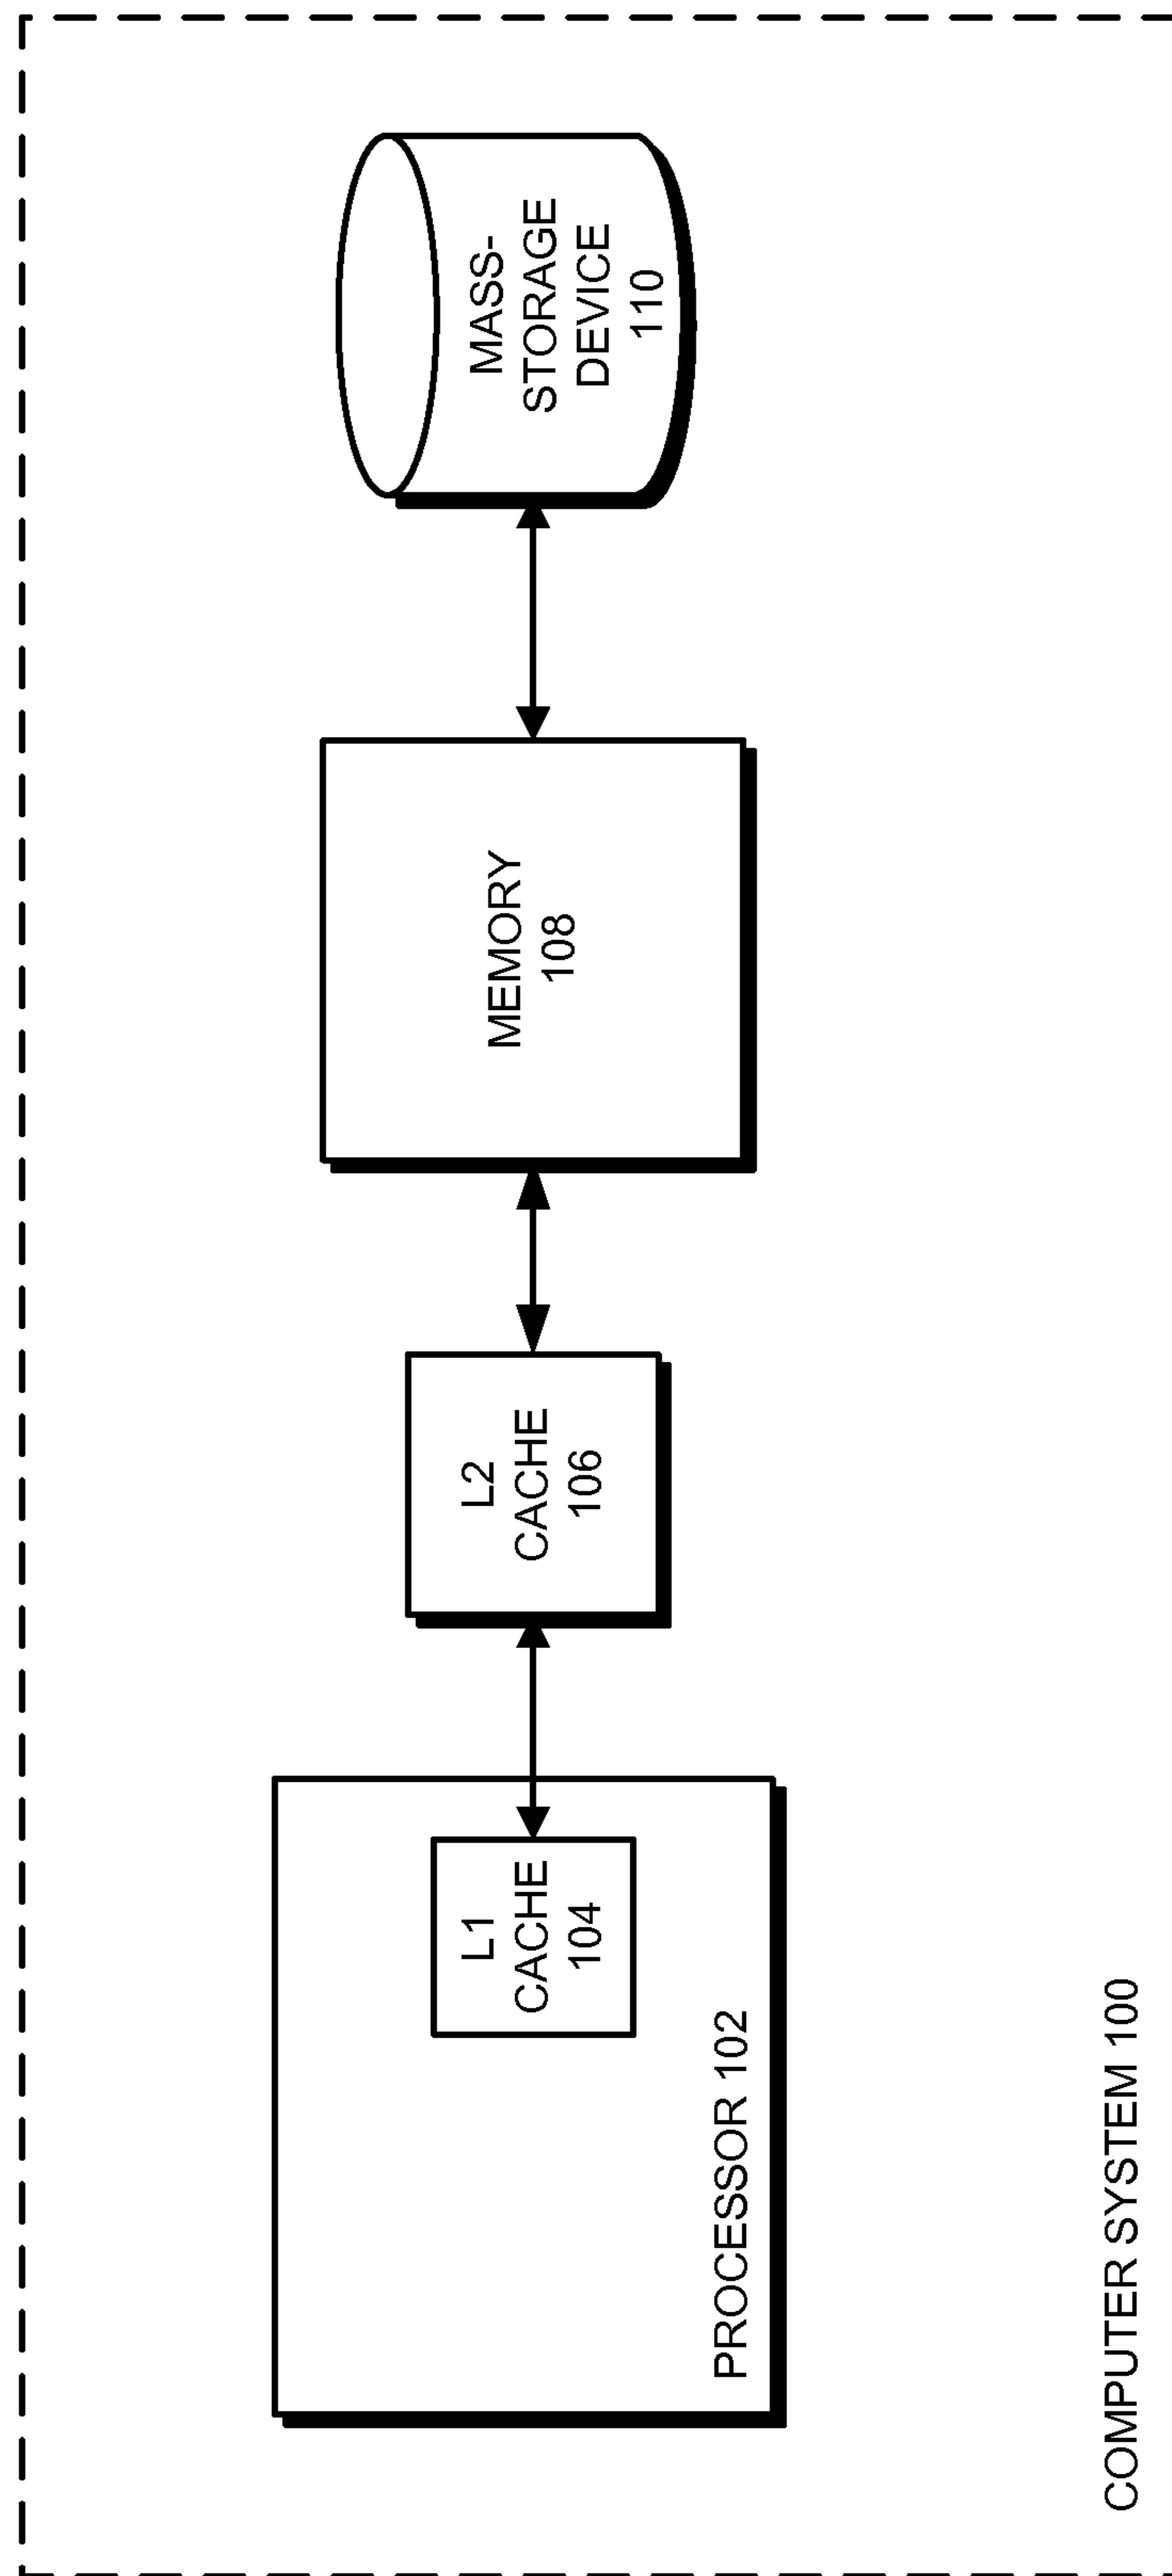 PROCESSOR 102
L1
CACHE
104
L2
CACHE
106
MEMORY
108
MASS-
STORAGE
DEVICE
110
COMPUTER SYSTEM 100